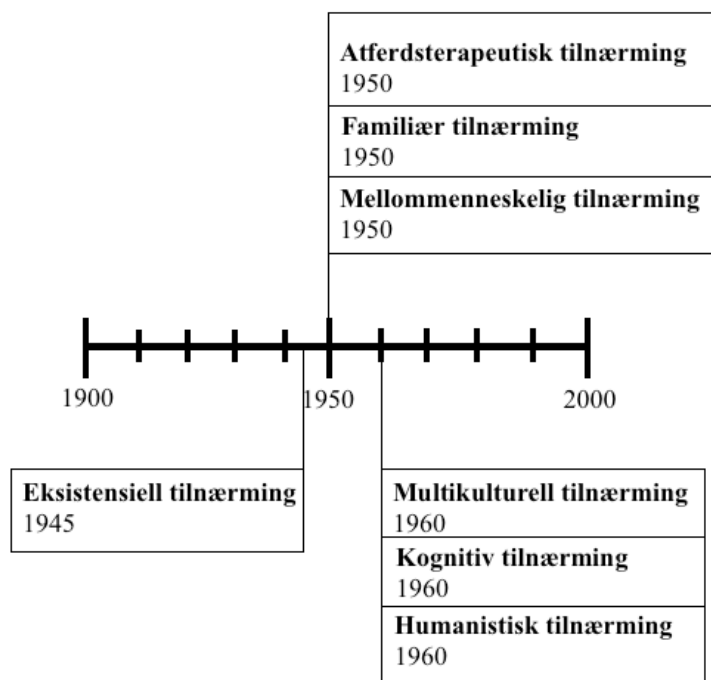 Atferdsterapeutisk tilnærming
1950
Familiær tilnærming
1950
Mellommenneskelig tilnærming
1950
1900
1950
2000
Eksistensiell tilnærming
1945
Multikulturell tilnærming
1960
Kognitiv tilnærming
1960
Humanistisk tilnærming
1960